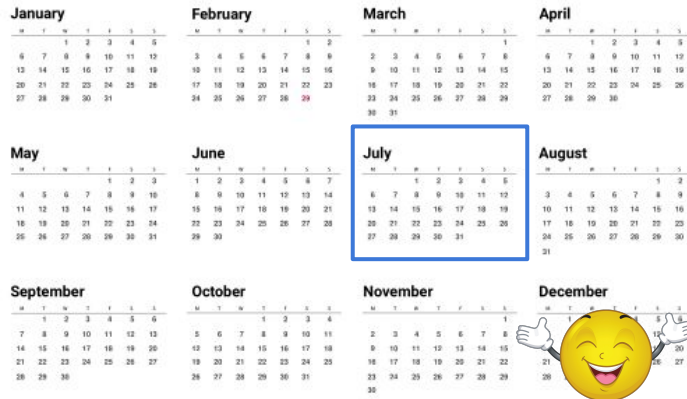 January
M T W T F S S
1 2 3 4 5
6 7 8 9 10 11 12
13 14 15 16 17 18 19
20 21 22 23 24 25 26
27 28 29 30 31
February
M T W T F S S
1 2
3 4 5 6 7 8 9
10 11 12 13 14 15 16
17 18 19 20 21 22 23
24 25 26 27 28 29
March
M T W T F S S
1
2 3 4 5 6 7 8
9 10 11 12 13 14 15
16 17 18 19 20 21 22
23 24 25 26 27 28 29
30 31
April
M T W T F S S
1 2 3 4 5
6 7 8 9 10 11 12
13 14 15 16 17 18 19
20 21 22 23 24 25 26
27 28 29 30
May
M T W T F S S
1 2 3
4 5 6 7 8 9 10
11 12 13 14 15 16 17
18 19 20 21 22 23 24
25 26 27 28 29 30 31
June
M T W T F S S
1 2 3 4 5 6 7
8 9 10 11 12 13 14
15 16 17 18 19 20 21
22 23 24 25 26 27 28
29 30
July
M T W T F S S
1 2 3 4 5
6 7 8 9 10 11 12
13 14 15 16 17 18 19
20 21 22 23 24 25 26
27 28 29 30 31
August
M T W T F S S
1 2
3 4 5 6 7 8 9
10 11 12 13 14 15 16
17 18 19 20 21 22 23
24 25 26 27 28 29 30
31
September
M T W T F S S
1 2 3 4 5 6
7 8 9 10 11 12 13
14 15 16 17 18 19 20
21 22 23 24 25 26 27
28 29 30
October
M T W T F S S
1 2 3 4
5 6 7 8 9 10 11
12 13 14 15 16 17 18
19 20 21 22 23 24 25
26 27 28 29 30 31
November
M T W T F S S
1
2 3 4 5 6 7 8
9 10 11 12 13 14 15
16 17 18 19 20 21 22
23 24 25 26 27 28 29
30
December
M T W T F S S
1 5 6
12
20
21 26 27
28